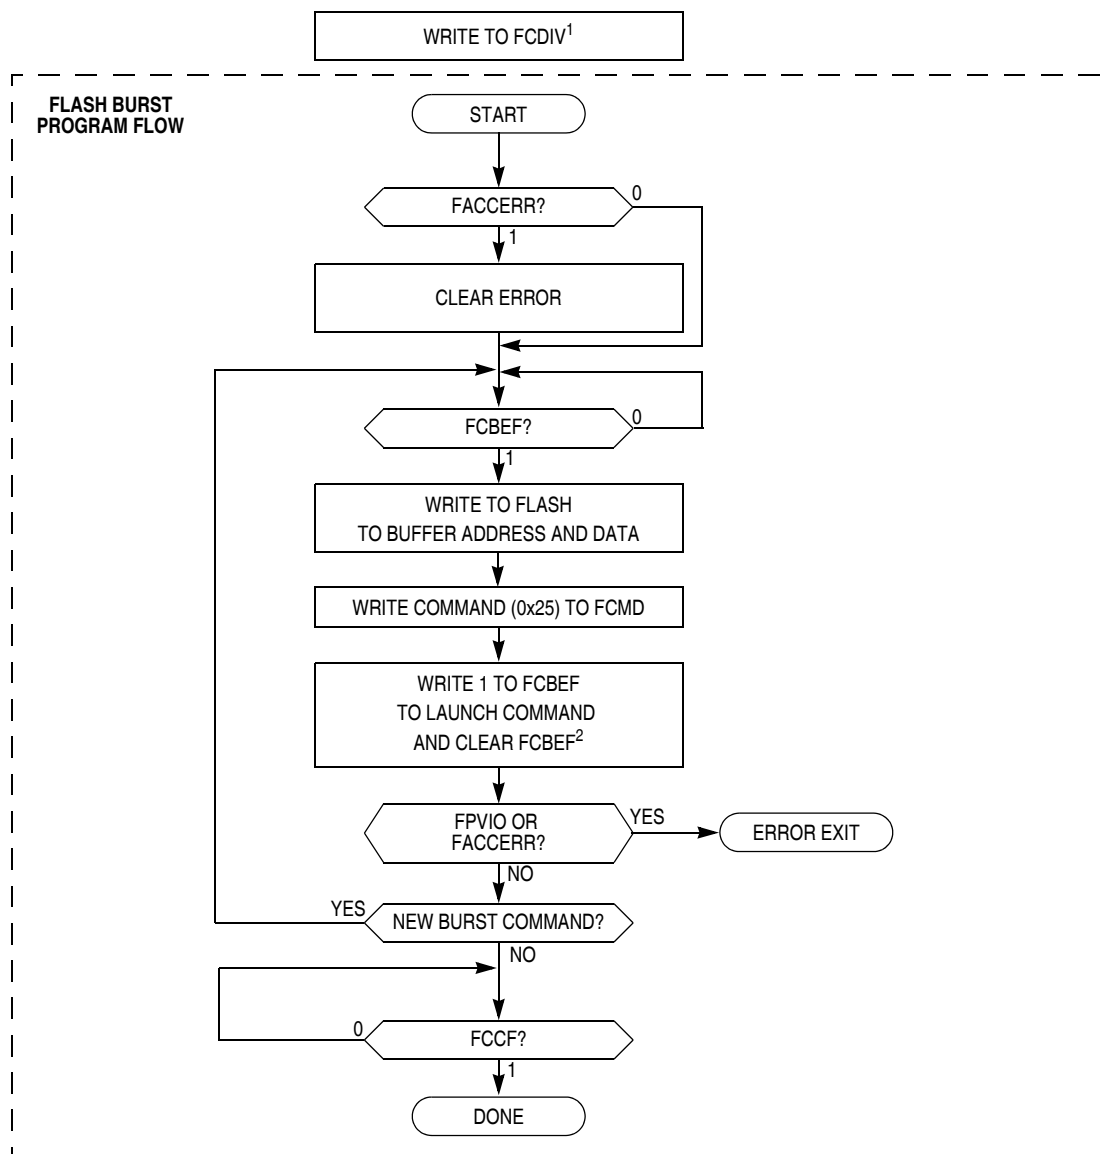 WRITE TO FCDIV¹
FLASH BURST
PROGRAM FLOW
START
FACCERR?
0
1
CLEAR ERROR
FCBEF?
0
1
WRITE TO FLASH
TO BUFFER ADDRESS AND DATA
WRITE COMMAND (0x25) TO FCMD
WRITE 1 TO FCBEF
TO LAUNCH COMMAND
AND CLEAR FCBEF²
FPVIO OR
FACCERR?
YES
ERROR EXIT
NO
YES
NEW BURST COMMAND?
NO
0
FCCF?
1
DONE